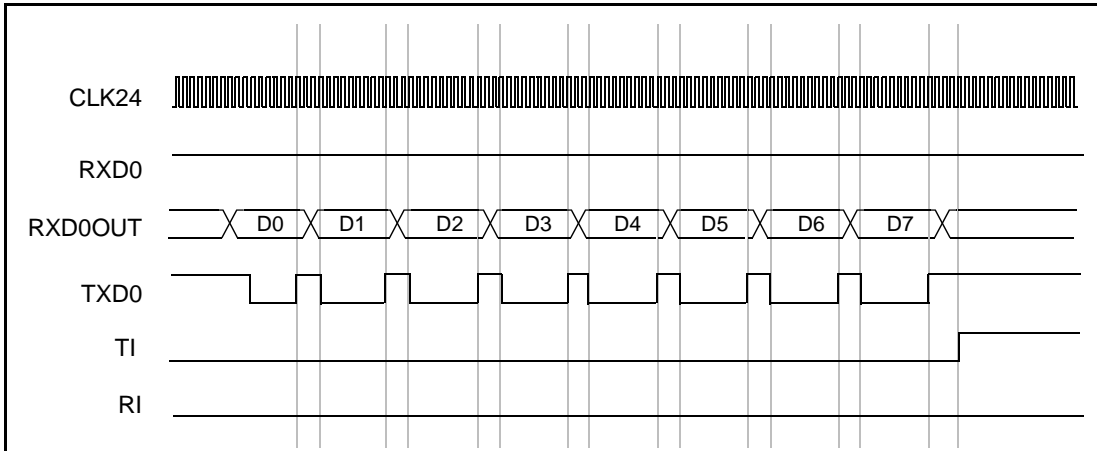 CLK24
RXD0
RXD0OUT D0 D1 D2 D3 D4 D5 D6 D7
TXD0
TI
RI